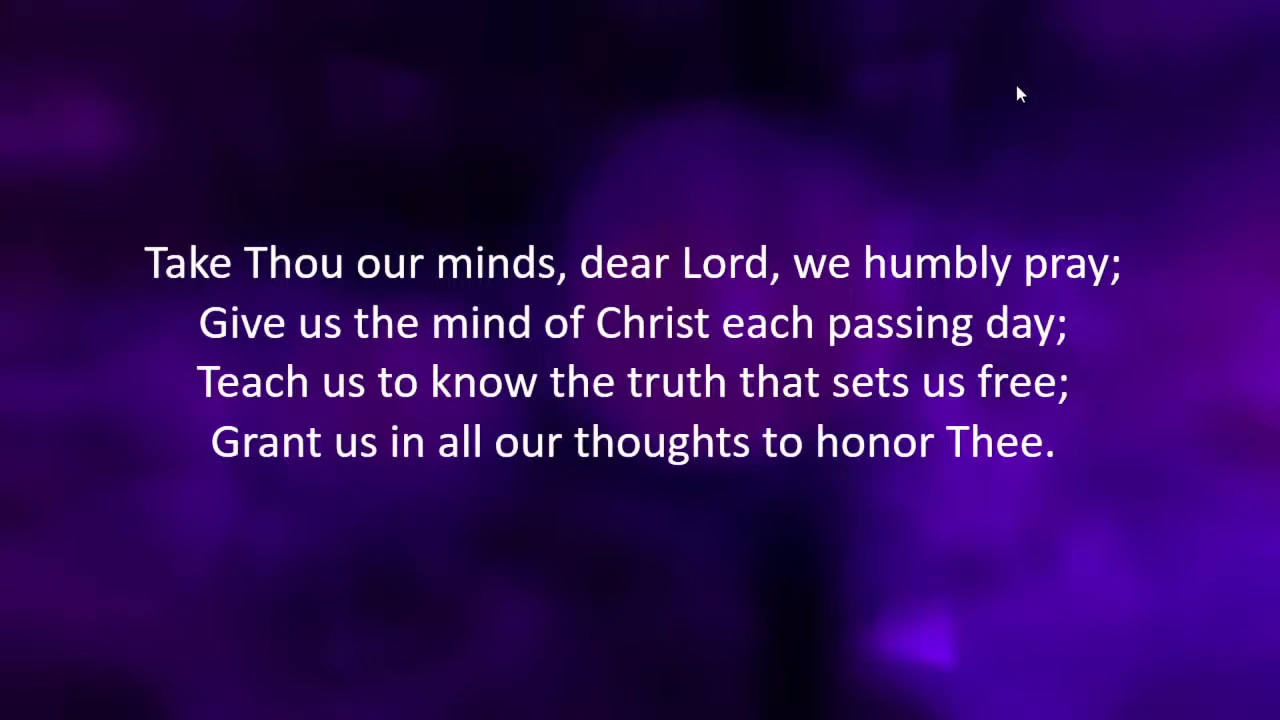 Take Thou our minds, dear Lord, we humbly pray;
Give us the mind of Christ each passing day;
Teach us to know the truth that sets us free;
Grant us in all our thoughts to honor Thee.